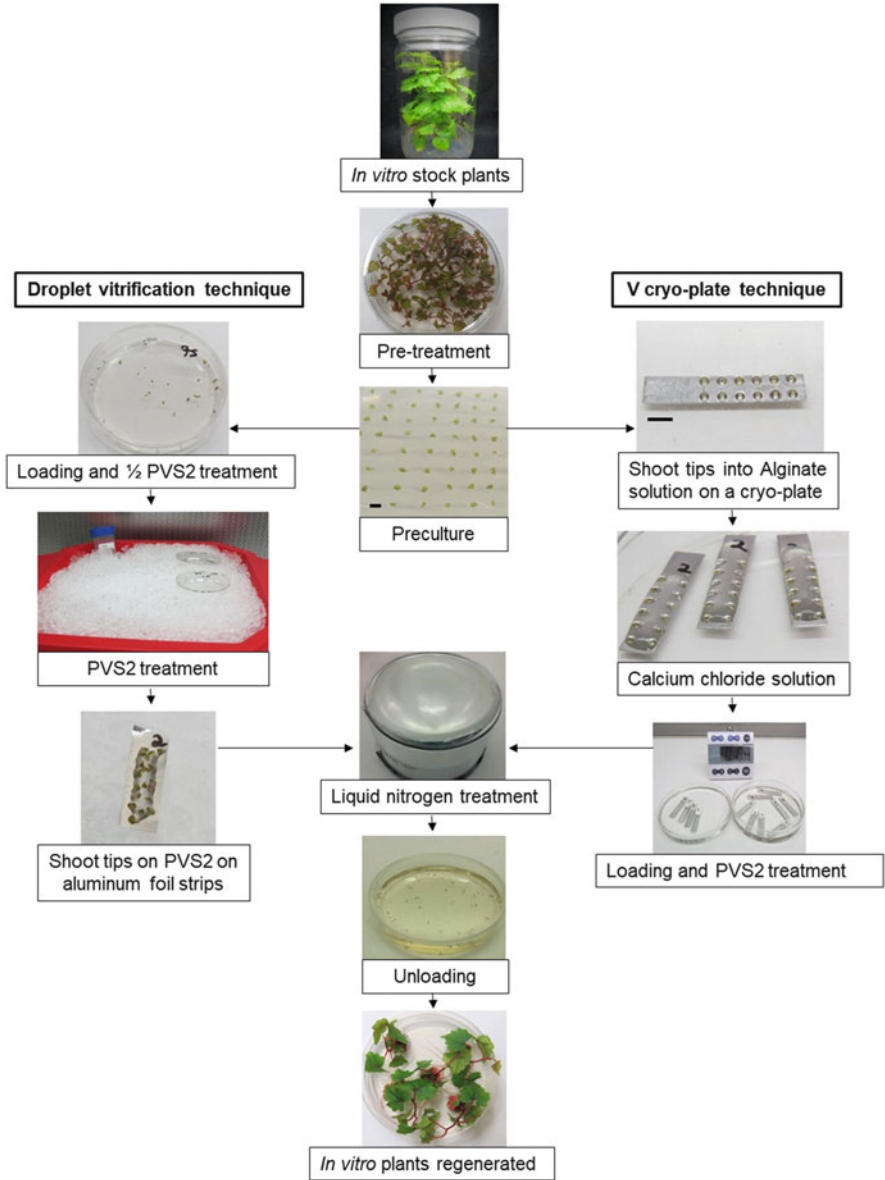 In vitro stock plants
Droplet vitrification technique
V cryo-plate technique
Pre-treatment
Loading and ½ PVS2 treatment
Preculture
Shoot tips into Alginate
solution on a cryo-plate
PVS2 treatment
Calcium chloride solution
Shoot tips on PVS2 on
aluminum foil strips
Liquid nitrogen treatment
Loading and PVS2 treatment
Unloading
In vitro plants regenerated